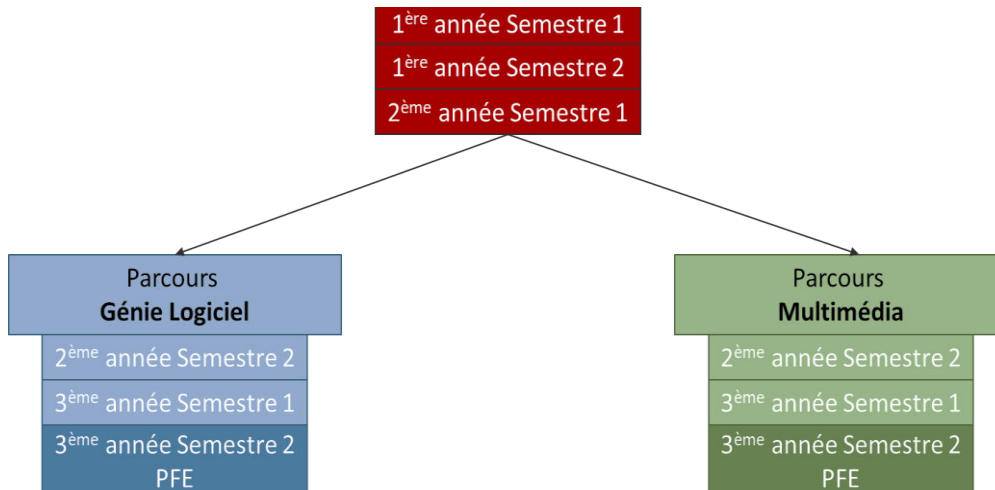 1ère année Semestre 1
1ère année Semestre 2
2ème année Semestre 1
Parcours
Génie Logiciel
2ème année Semestre 2
3ème année Semestre 1
3ème année Semestre 2
PFE
Parcours
Multimédia
2ème année Semestre 2
3ème année Semestre 1
3ème année Semestre 2
PFE